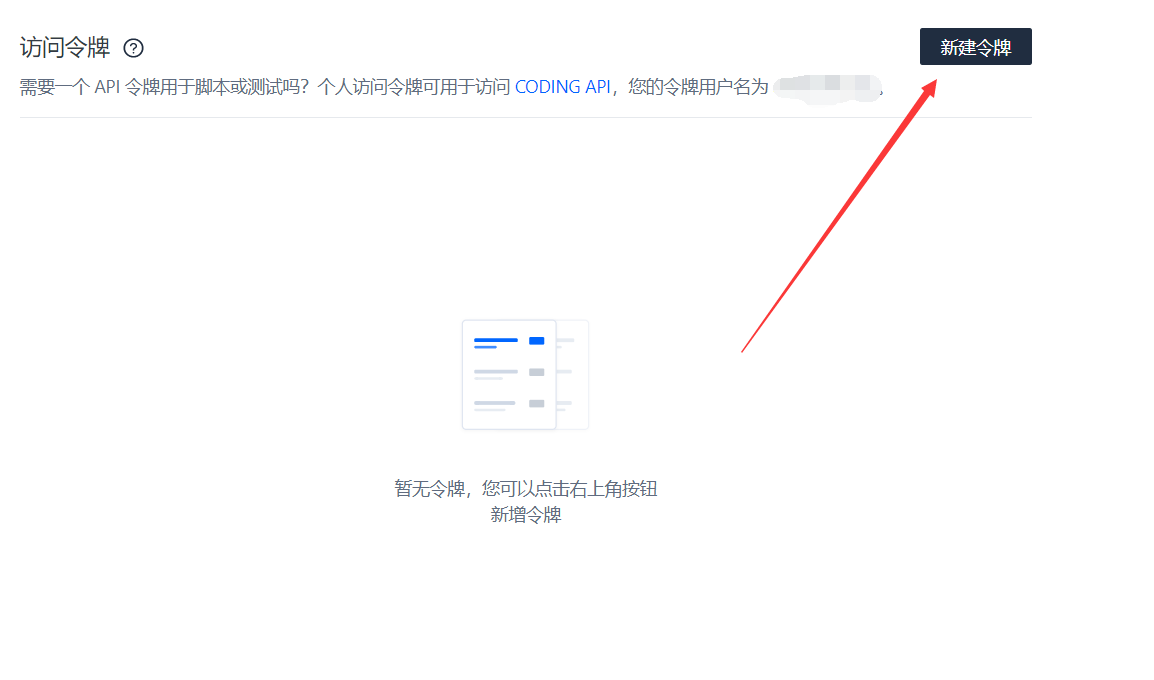 访问令牌 ?
新建令牌
需要一个 API 令牌用于脚本或测试吗？个人访问令牌可用于访问 CODING API，您的令牌用户名为 。
暂无令牌，您可以点击右上角按钮
新增令牌